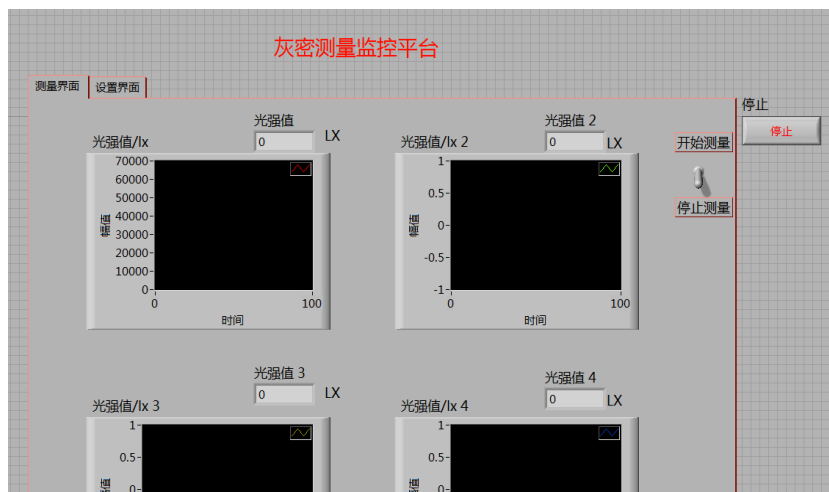 灰密测量监控平台
测量界面
设置界面
停止
停止
光强值
0
LX
光强值/lx
70000
60000
50000
40000
30000
20000
10000
0
幅值
0
100
时间
光强值 2
0
LX
光强值/lx 2
1
0.5
0
-0.5
-1
幅值
0
100
时间
开始测量
停止测量
光强值 3
0
LX
光强值/lx 3
1
0.5
0
幅值
光强值 4
0
LX
光强值/lx 4
1
0.5
0
幅值